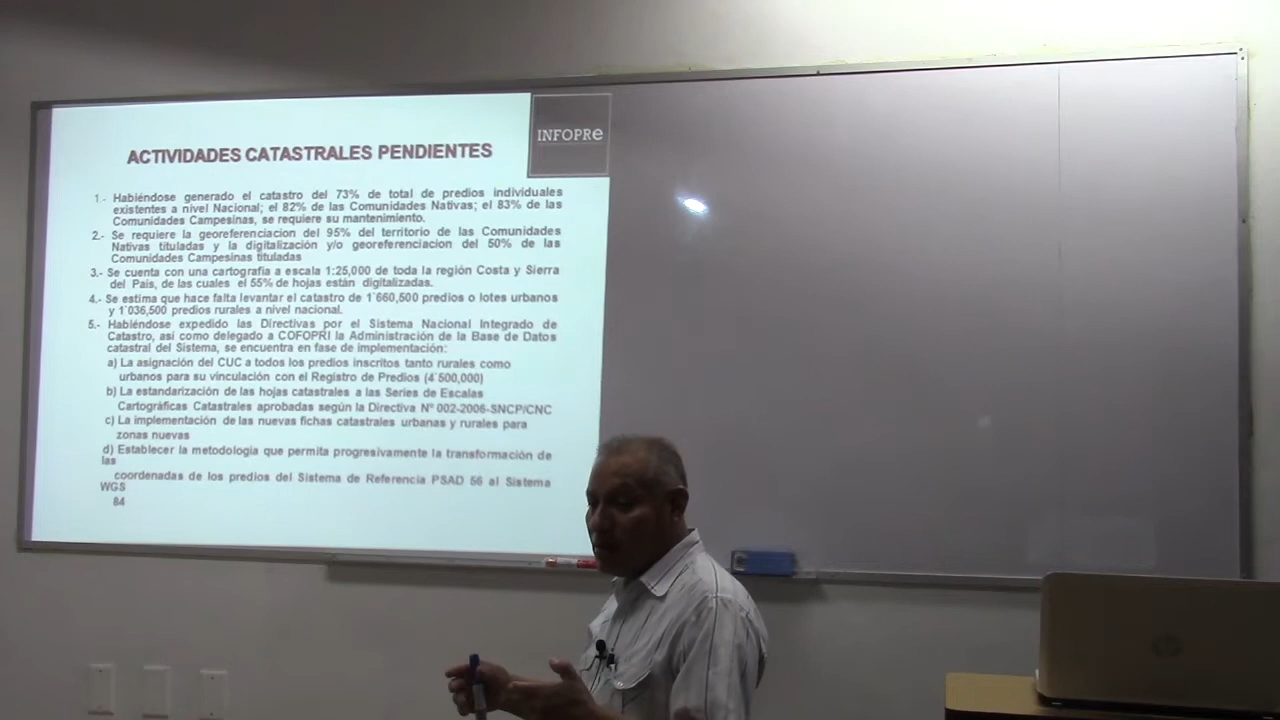 INFOPRe
ACTIVIDADES CATASTRALES PENDIENTES
1.- Habiéndose generado el catastro del 73% de total de predios individuales
existentes a nivel Nacional; el 82% de las Comunidades Nativas; el 83% de las
Comunidades Campesinas, se requiere su mantenimiento.
2.- Se requiere la georeferenciacion del 95% del territorio de las Comunidades
Nativas tituladas y la digitalización y/o georeferenciacion del 50% de las
Comunidades Campesinas tituladas
3.- Se cuenta con una cartografía a escala 1:25,000 de toda la región Costa y Sierra
del País, de las cuales el 55% de hojas están digitalizadas.
4.- Se estima que hace falta levantar el catastro de 1´660,500 predios o lotes urbanos
y 1´036,500 predios rurales a nivel nacional.
5.- Habiéndose expedido las Directivas por el Sistema Nacional Integrado de
Catastro, así como delegado a COFOPRI la Administración de la Base de Datos
catastral del Sistema, se encuentra en fase de implementación:
a) La asignación del CUC a todos los predios inscritos tanto rurales como
urbanos para su vinculación con el Registro de Predios (4´500,000)
b) La estandarización de las hojas catastrales a las Series de Escalas
Cartográficas Catastrales aprobadas según la Directiva Nº 002-2006-SNCP/CNC
c) La implementación de las nuevas fichas catastrales urbanas y rurales para
zonas nuevas
d) Establecer la metodología que permita progresivamente la transformación de
las
coordenadas de los predios del Sistema de Referencia PSAD 56 al Sistema
WGS
84